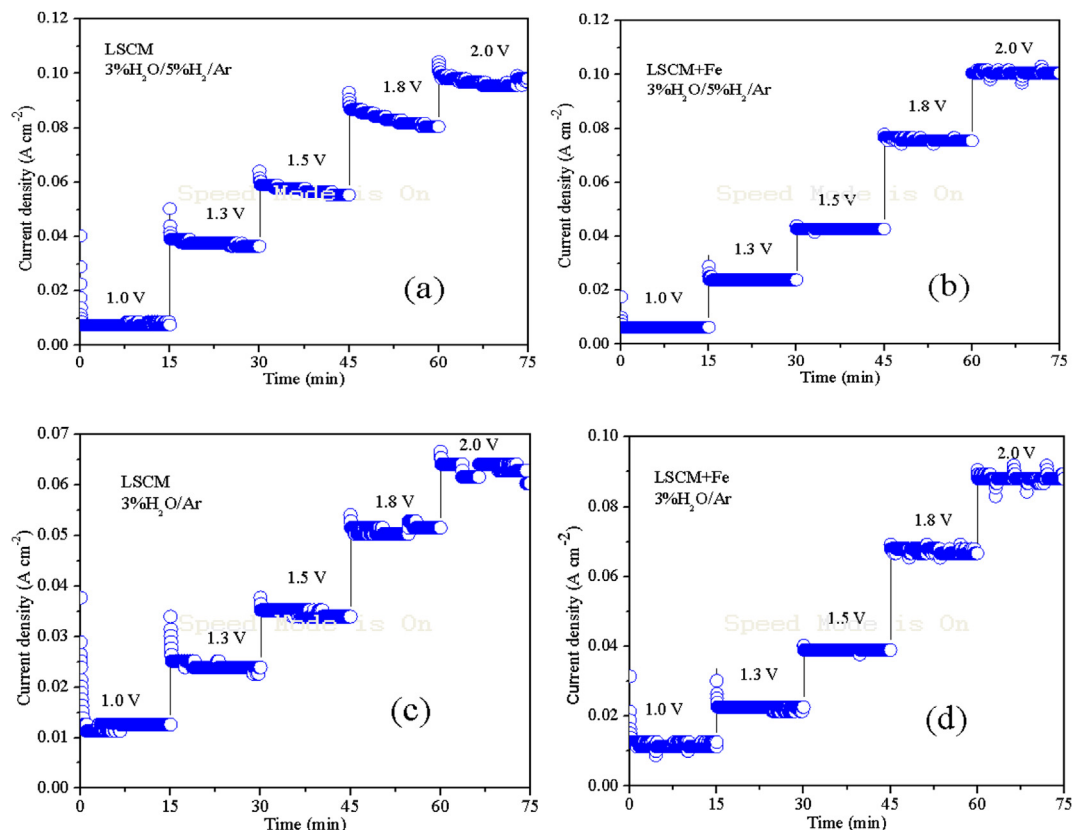 0.12
0.10
0.08
0.06
0.04
0.02
0.00
Current density (A cm⁻²)
LSCM
3%H₂O/5%H₂/Ar
1.0 V
1.3 V
1.5 V
1.8 V
2.0 V
Speed Mode is On
(a)
0 15 30 45 60 75
Time (min)
0.12
0.10
0.08
0.06
0.04
0.02
0.00
Current density (A cm⁻²)
LSCM+Fe
3%H₂O/5%H₂/Ar
1.0 V
1.3 V
1.5 V
1.8 V
2.0 V
Speed Mode is On
(b)
0 15 30 45 60 75
Time (min)
0.07
0.06
0.05
0.04
0.03
0.02
0.01
0.00
Current density (A cm⁻²)
LSCM
3%H₂O/Ar
1.0 V
1.3 V
1.5 V
1.8 V
2.0 V
Speed Mode is On
(c)
0 15 30 45 60 75
Time (min)
0.10
0.08
0.06
0.04
0.02
0.00
Current density (A cm⁻²)
LSCM+Fe
3%H₂O/Ar
1.0 V
1.3 V
1.5 V
1.8 V
2.0 V
Speed Mode is On
(d)
0 15 30 45 60 75
Time (min)